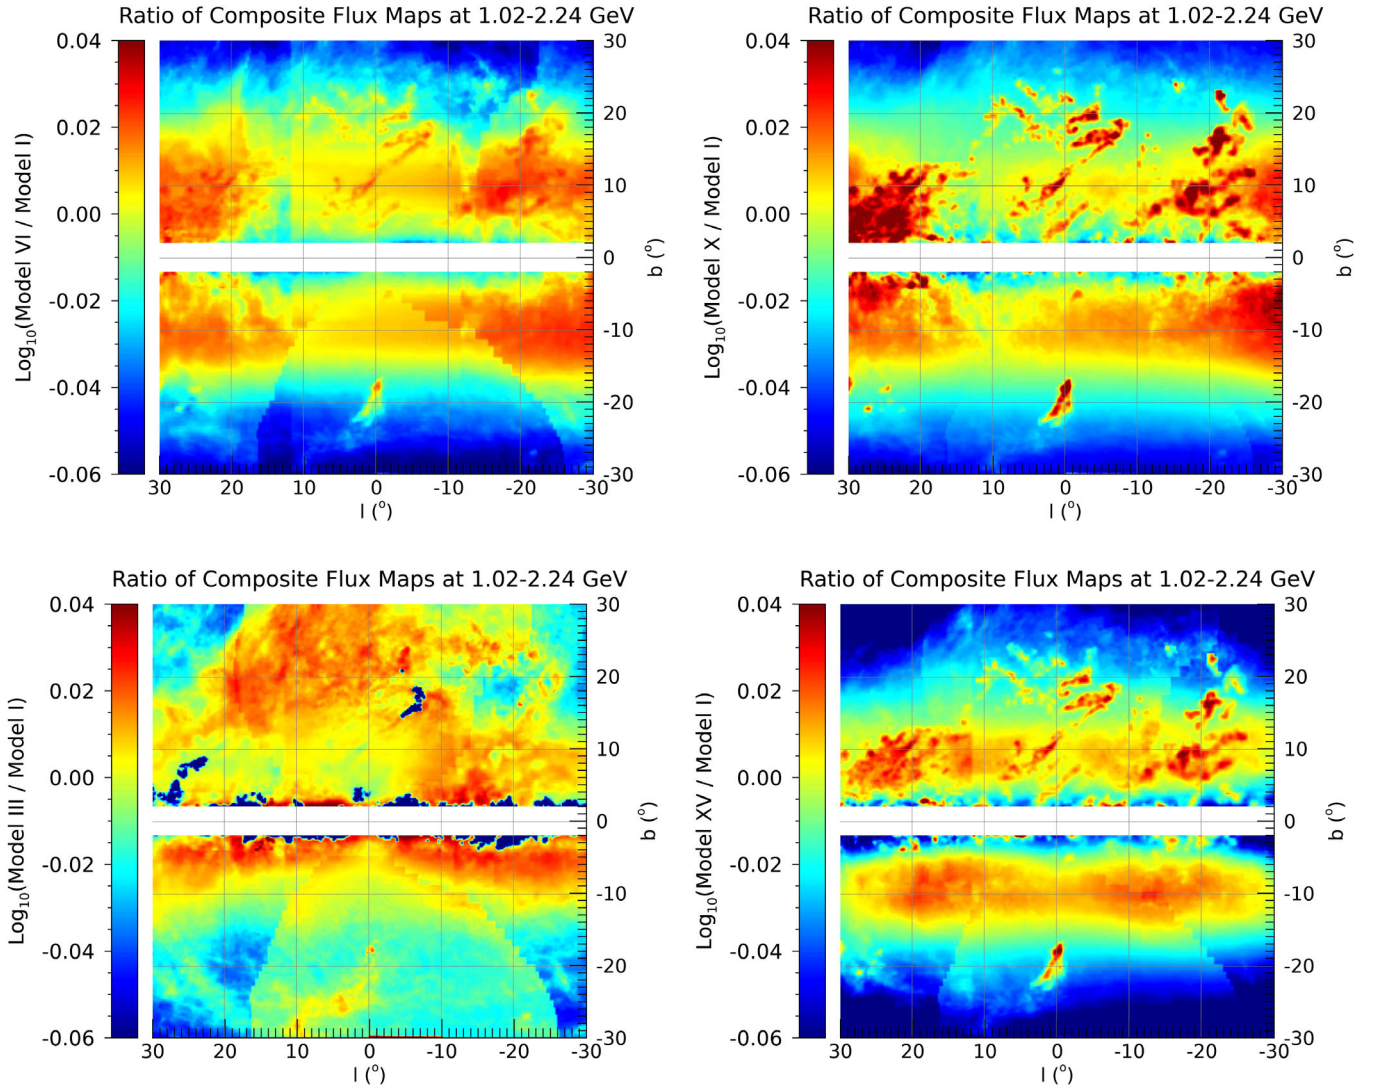 Ratio of Composite Flux Maps at 1.02-2.24 GeV
Log10(Model VI / Model I)
0.04
0.02
0.00
-0.02
-0.04
-0.06
30
20
10
0
-10
-20
-30
b (°)
30 20 10 0 -10 -20 -30
l (°)
Ratio of Composite Flux Maps at 1.02-2.24 GeV
Log10(Model X / Model I)
0.04
0.02
0.00
-0.02
-0.04
-0.06
30
20
10
0
-10
-20
-30
b (°)
30 20 10 0 -10 -20 -30
l (°)
Ratio of Composite Flux Maps at 1.02-2.24 GeV
Log10(Model III / Model I)
0.04
0.02
0.00
-0.02
-0.04
-0.06
30
20
10
0
-10
-20
-30
b (°)
30 20 10 0 -10 -20 -30
l (°)
Ratio of Composite Flux Maps at 1.02-2.24 GeV
Log10(Model XV / Model I)
0.04
0.02
0.00
-0.02
-0.04
-0.06
30
20
10
0
-10
-20
-30
b (°)
30 20 10 0 -10 -20 -30
l (°)